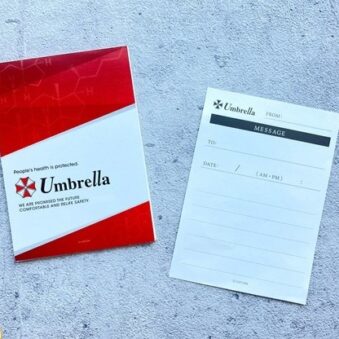 People's health is protected.
Umbrella
WE ARE PROMISED THE FUTURE
COMFORTABLE AND RELAX SAFETY.
Umbrella FROM:
MESSAGE
TO:
DATE: / (AM・PM) :